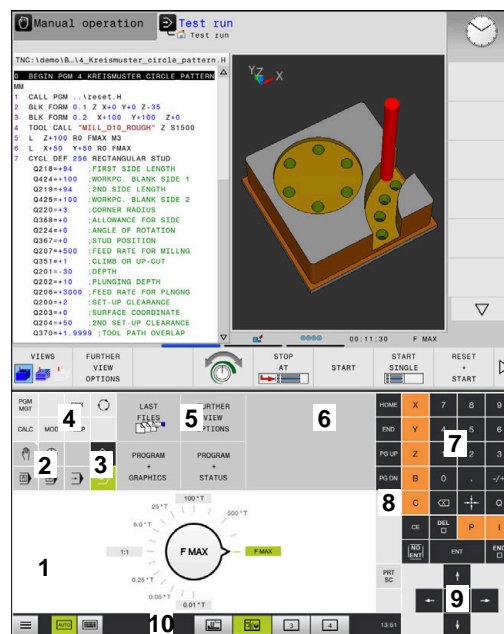 Manual operation
Test run
Test run
TNC:\demo\B…\4_Kreismuster_circle_pattern.H
0 BEGIN PGM 4_KREISMUSTER_CIRCLE_PATTERN
MM
1 CALL PGM ..\reset.H
2 BLK FORM 0.1 Z X+0 Y+0 Z-35
3 BLK FORM 0.2 X+100 Y+100 Z+0
4 TOOL CALL "MILL_D10_ROUGH" Z S1500
5 L Z+100 R0 FMAX M3
6 L X+50 Y+50 R0 FMAX
7 CYCL DEF 256 RECTANGULAR STUD
Q218=+94 ;FIRST SIDE LENGTH
Q424=+100 ;WORKPC. BLANK SIDE 1
Q219=+94 ;2ND SIDE LENGTH
Q425=+100 ;WORKPC. BLANK SIDE 2
Q220=+3 ;CORNER RADIUS
Q368=+0 ;ALLOWANCE FOR SIDE
Q224=+0 ;ANGLE OF ROTATION
Q367=+0 ;STUD POSITION
Q207=+500 ;FEED RATE FOR MILLNG
Q351=+1 ;CLIMB OR UP-CUT
Q201=-30 ;DEPTH
Q202=+10 ;PLUNGING DEPTH
Q206=+3000 ;FEED RATE FOR PLNGNG
Q200=+2 ;SET-UP CLEARANCE
Q203=+0 ;SURFACE COORDINATE
Q204=+50 ;2ND SET-UP CLEARANCE
Q370=+1.9999 ;TOOL PATH OVERLAP
Y Z X
00:11:30 F MAX
VIEWS
FURTHER
VIEW
OPTIONS
STOP
AT
START
START
SINGLE
RESET
+
START
PGM
MGT
4
CALC
MOD
2
3
LAST
FILES
5
FURTHER
VIEW
OPTIONS
PROGRAM
+
GRAPHICS
PROGRAM
+
STATUS
6
HOME X 7 8 9
END Y 4 5 6
7
PG UP Z 1 2 3
PG DN B 0 . -/+
8
C Q
CE DEL P I
NO
ENT
ENT
END
PRT
SC
9
1
100 °T
25 °T
500 °T
5.0 °T
1:1
F MAX
F MAX
0.25 °T
0.05 °T
0.01 °T
AUTO
10
3
4
13:51